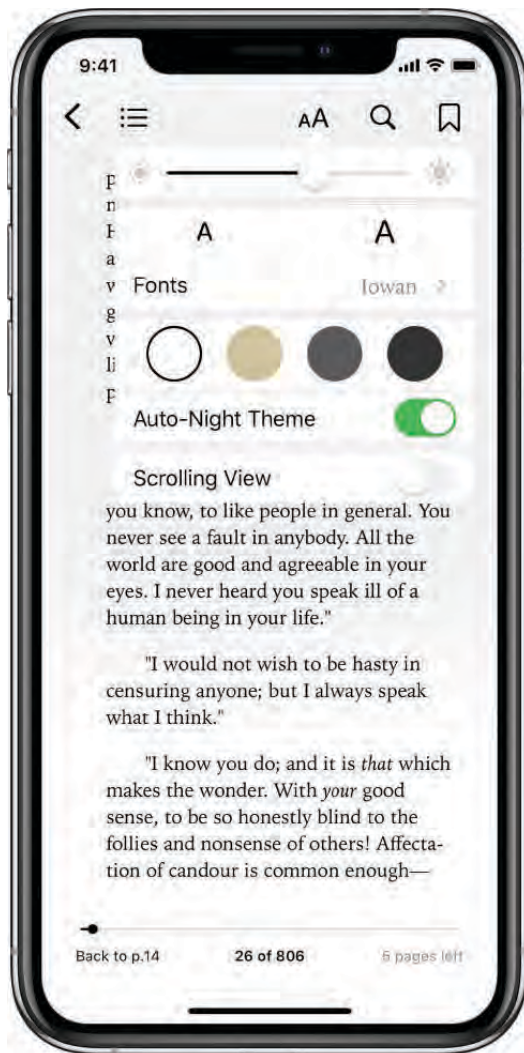 9:41
AA
p
n
F
a
v
g
v
li
p
A A
Fonts Iowan >
Auto-Night Theme
Scrolling View
you know, to like people in general. You
never see a fault in anybody. All the
world are good and agreeable in your
eyes. I never heard you speak ill of a
human being in your life."
"I would not wish to be hasty in
censuring anyone; but I always speak
what I think."
"I know you do; and it is that which
makes the wonder. With your good
sense, to be so honestly blind to the
follies and nonsense of others! Affecta-
tion of candour is common enough—
Back to p.14 26 of 806 6 pages left